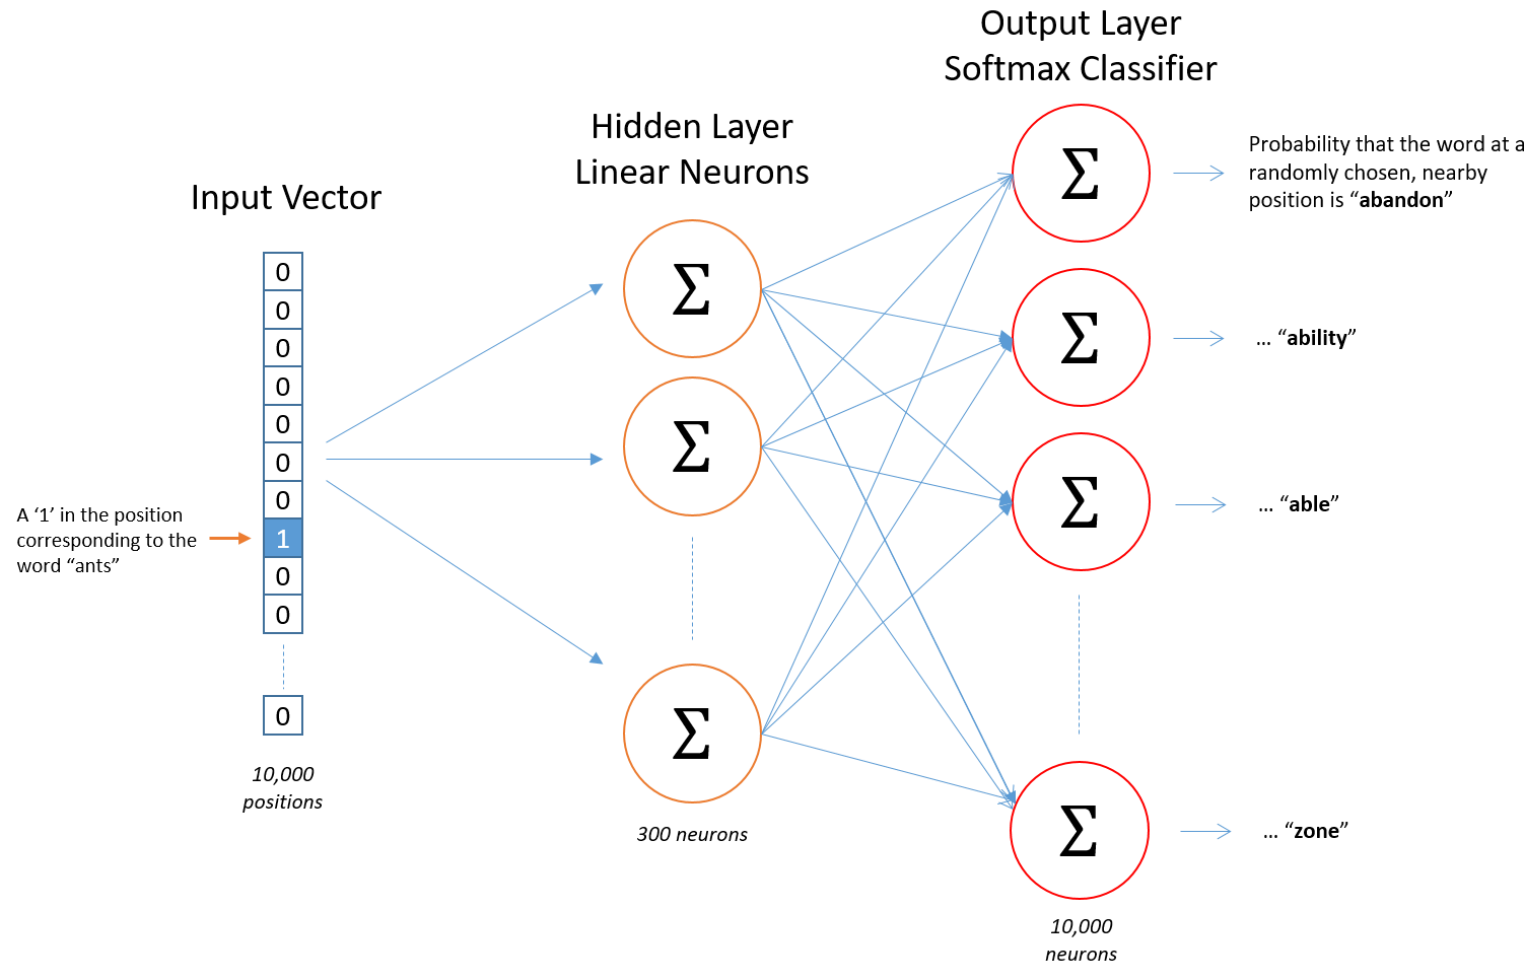 Output Layer
Softmax Classifier
Hidden Layer
Linear Neurons
Input Vector
0
0
0
0
0
0
0
1
0
0
0
A ‘1’ in the position
corresponding to the
word “ants”
10,000
positions
Σ
Σ
Σ
300 neurons
Σ
Σ
Σ
Σ
10,000
neurons
Probability that the word at a
randomly chosen, nearby
position is “abandon”
... “ability”
... “able”
... “zone”